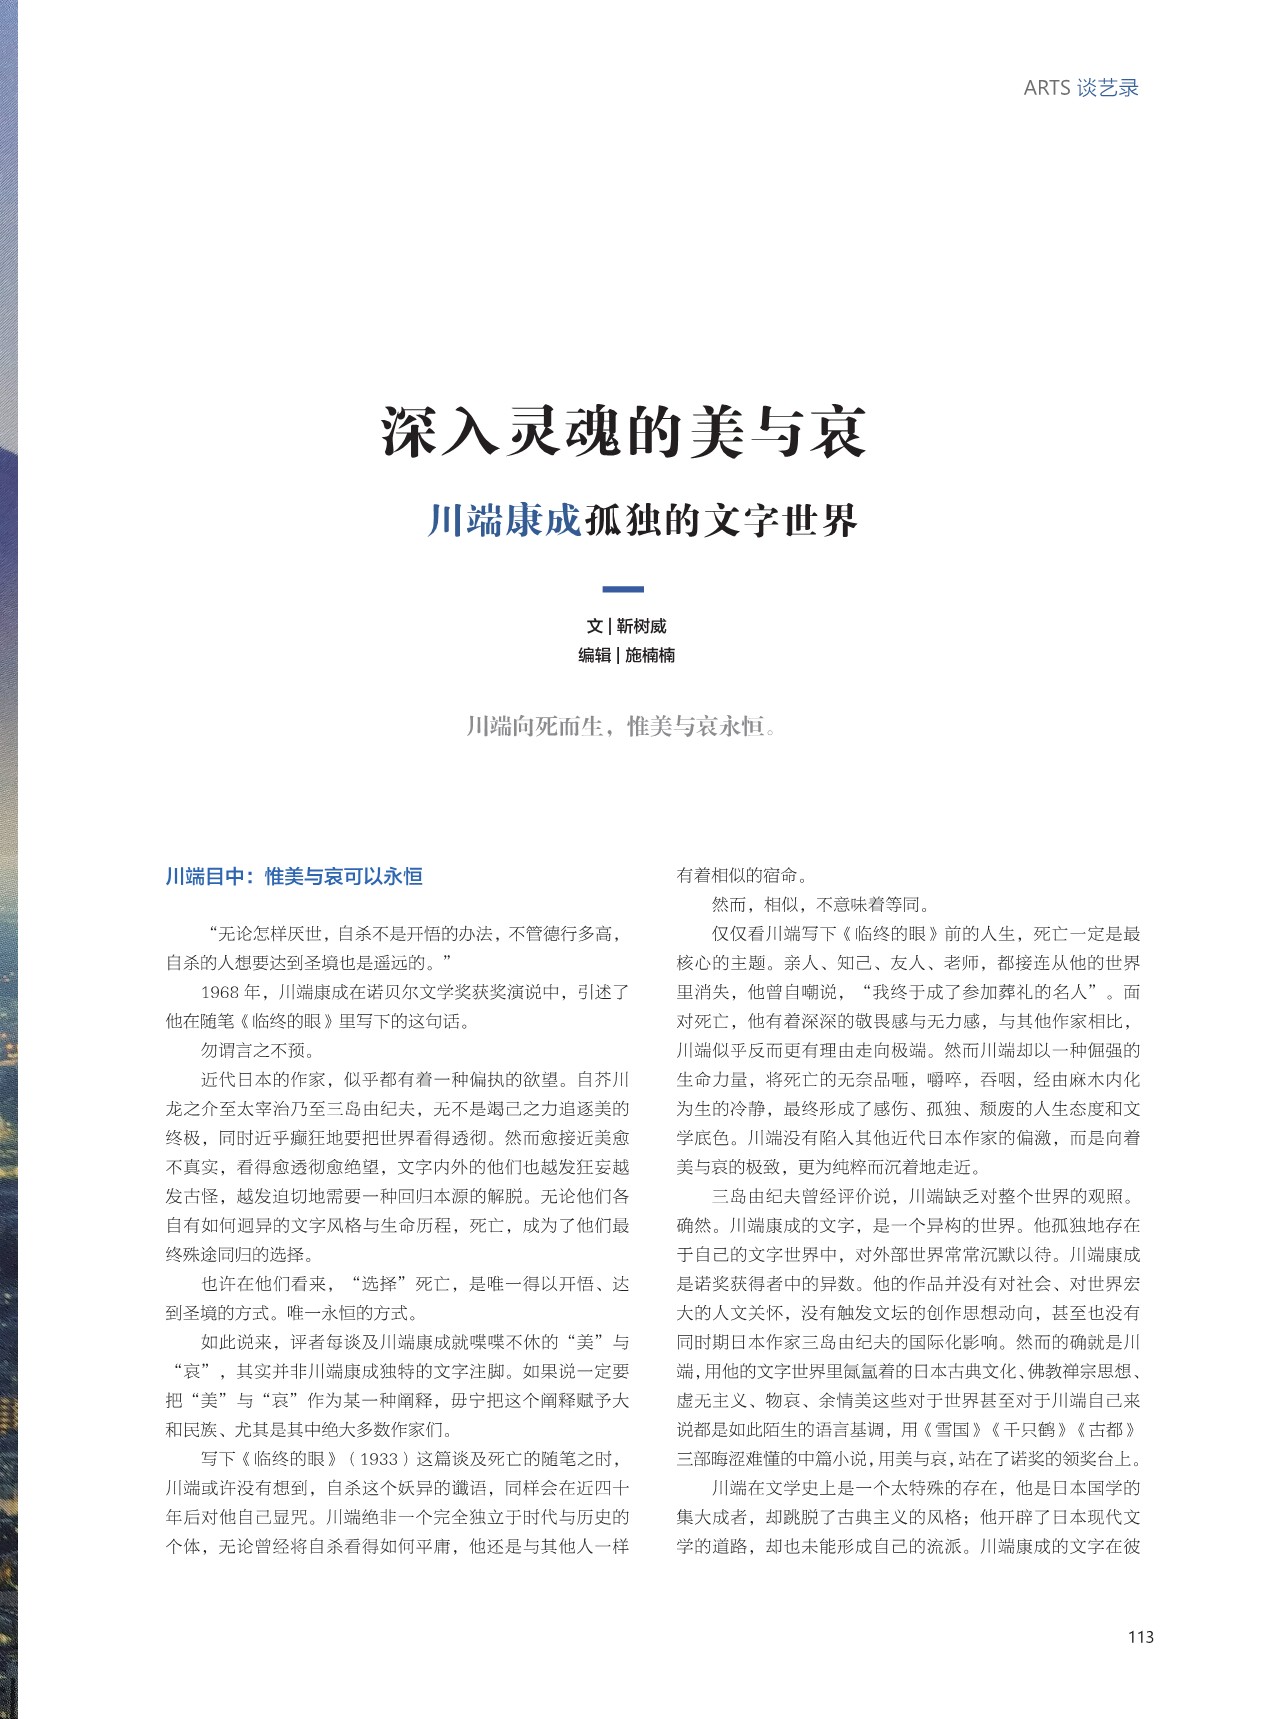 ARTS 谈艺录
深入灵魂的美与哀
川端康成孤独的文字世界
文 | 靳树威
编辑 | 施楠楠
川端向死而生，惟美与哀永恒。
川端目中：惟美与哀可以永恒
“无论怎样厌世，自杀不是开悟的办法，不管德行多高，
自杀的人想要达到圣境也是遥远的。”
1968 年，川端康成在诺贝尔文学奖获奖演说中，引述了
他在随笔《临终的眼》里写下的这句话。
勿谓言之不预。
近代日本的作家，似乎都有着一种偏执的欲望。自芥川
龙之介至太宰治乃至三岛由纪夫，无不是竭己之力追逐美的
终极，同时近乎癫狂地要把世界看得透彻。然而愈接近美愈
不真实，看得愈透彻愈绝望，文字内外的他们也越发狂妄越
发古怪，越发迫切地需要一种回归本源的解脱。无论他们各
自有如何迥异的文字风格与生命历程，死亡，成为了他们最
终殊途同归的选择。
也许在他们看来，“选择”死亡，是唯一得以开悟、达
到圣境的方式。唯一永恒的方式。
如此说来，评者每谈及川端康成就喋喋不休的“美”与
“哀”，其实并非川端康成独特的文字注脚。如果说一定要
把“美”与“哀”作为某一种阐释，毋宁把这个阐释赋予大
和民族、尤其是其中绝大多数作家们。
写下《临终的眼》（1933）这篇谈及死亡的随笔之时，
川端或许没有想到，自杀这个妖异的谶语，同样会在近四十
年后对他自己显咒。川端绝非一个完全独立于时代与历史的
个体，无论曾经将自杀看得如何平庸，他还是与其他人一样
有着相似的宿命。
然而，相似，不意味着等同。
仅仅看川端写下《临终的眼》前的人生，死亡一定是最
核心的主题。亲人、知己、友人、老师，都接连从他的世界
里消失，他曾自嘲说，“我终于成了参加葬礼的名人”。面
对死亡，他有着深深的敬畏感与无力感，与其他作家相比，
川端似乎反而更有理由走向极端。然而川端却以一种倔强的
生命力量，将死亡的无奈品咂，嚼啐，吞咽，经由麻木内化
为生的冷静，最终形成了感伤、孤独、颓废的人生态度和文
学底色。川端没有陷入其他近代日本作家的偏激，而是向着
美与哀的极致，更为纯粹而沉着地走近。
三岛由纪夫曾经评价说，川端缺乏对整个世界的观照。
确然。川端康成的文字，是一个异构的世界。他孤独地存在
于自己的文字世界中，对外部世界常常沉默以待。川端康成
是诺奖获得者中的异数。他的作品并没有对社会、对世界宏
大的人文关怀，没有触发文坛的创作思想动向，甚至也没有
同时期日本作家三岛由纪夫的国际化影响。然而的确就是川
端，用他的文字世界里氤氲着的日本古典文化、佛教禅宗思想、
虚无主义、物哀、余情美这些对于世界甚至对于川端自己来
说都是如此陌生的语言基调，用《雪国》《千只鹤》《古都》
三部晦涩难懂的中篇小说，用美与哀，站在了诺奖的领奖台上。
川端在文学史上是一个太特殊的存在，他是日本国学的
集大成者，却跳脱了古典主义的风格；他开辟了日本现代文
学的道路，却也未能形成自己的流派。川端康成的文字在彼
113